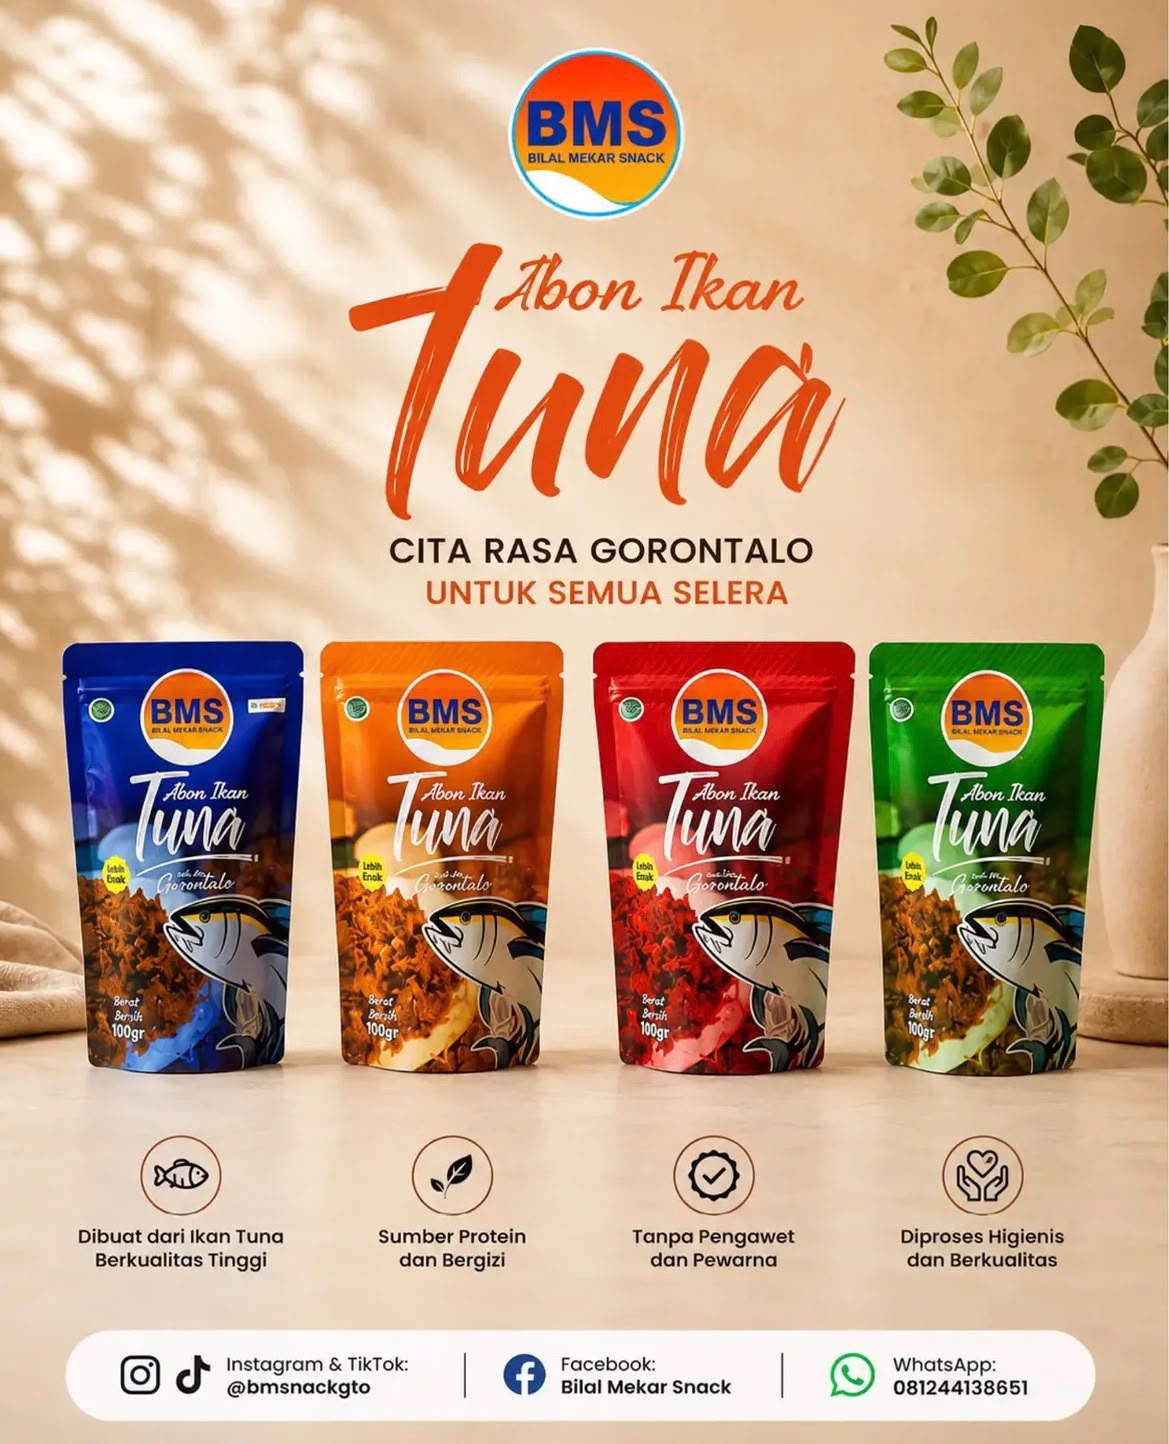 BMS
BILAL MEKAR SNACK
Abon Ikan
Tuna
CITA RASA GORONTALO
UNTUK SEMUA SELERA
BMS
BILAL MEKAR SNACK
Abon Ikan
Tuna
Gorontalo
Lebih
Enak
Berat
Bersih
100gr
BMS
BILAL MEKAR SNACK
Abon Ikan
Tuna
Gorontalo
Lebih
Enak
Berat
Bersih
100gr
BMS
BILAL MEKAR SNACK
Abon Ikan
Tuna
Gorontalo
Lebih
Enak
Berat
Bersih
100gr
BMS
BILAL MEKAR SNACK
Abon Ikan
Tuna
Gorontalo
Lebih
Enak
Berat
Bersih
100gr
Dibuat dari Ikan Tuna
Berkualitas Tinggi
Sumber Protein
dan Bergizi
Tanpa Pengawet
dan Pewarna
Diproses Higienis
dan Berkualitas
Instagram & TikTok:
@bmsnackgto
Facebook:
Bilal Mekar Snack
WhatsApp:
081244138651